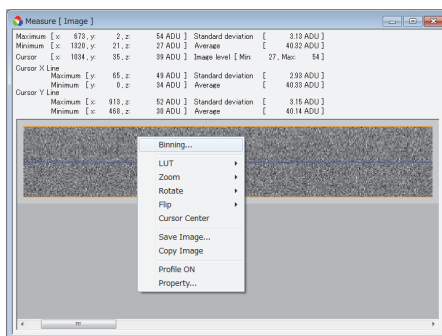 Measure [ Image ]
Maximum [ x: 673, y: 2, z: 54 ADU ] Standard deviation [ 3.13 ADU ]
Minimum [ x: 1320, y: 21, z: 27 ADU ] Average [ 40.32 ADU ]
Cursor [ x: 1034, y: 35, z: 39 ADU ] Image level [ Min: 27, Max: 54 ]
Cursor X Line
Maximum [ y: 65, z: 49 ADU ] Standard deviation [ 2.93 ADU ]
Minimum [ y: 0, z: 34 ADU ] Average [ 40.33 ADU ]
Cursor Y Line
Maximum [ x: 913, z: 52 ADU ] Standard deviation [ 3.15 ADU ]
Minimum [ x: 468, z: 30 ADU ] Average [ 40.14 ADU ]
Binning...
LUT
Zoom
Rotate
Flip
Cursor Center
Save Image...
Copy Image
Profile ON
Property...